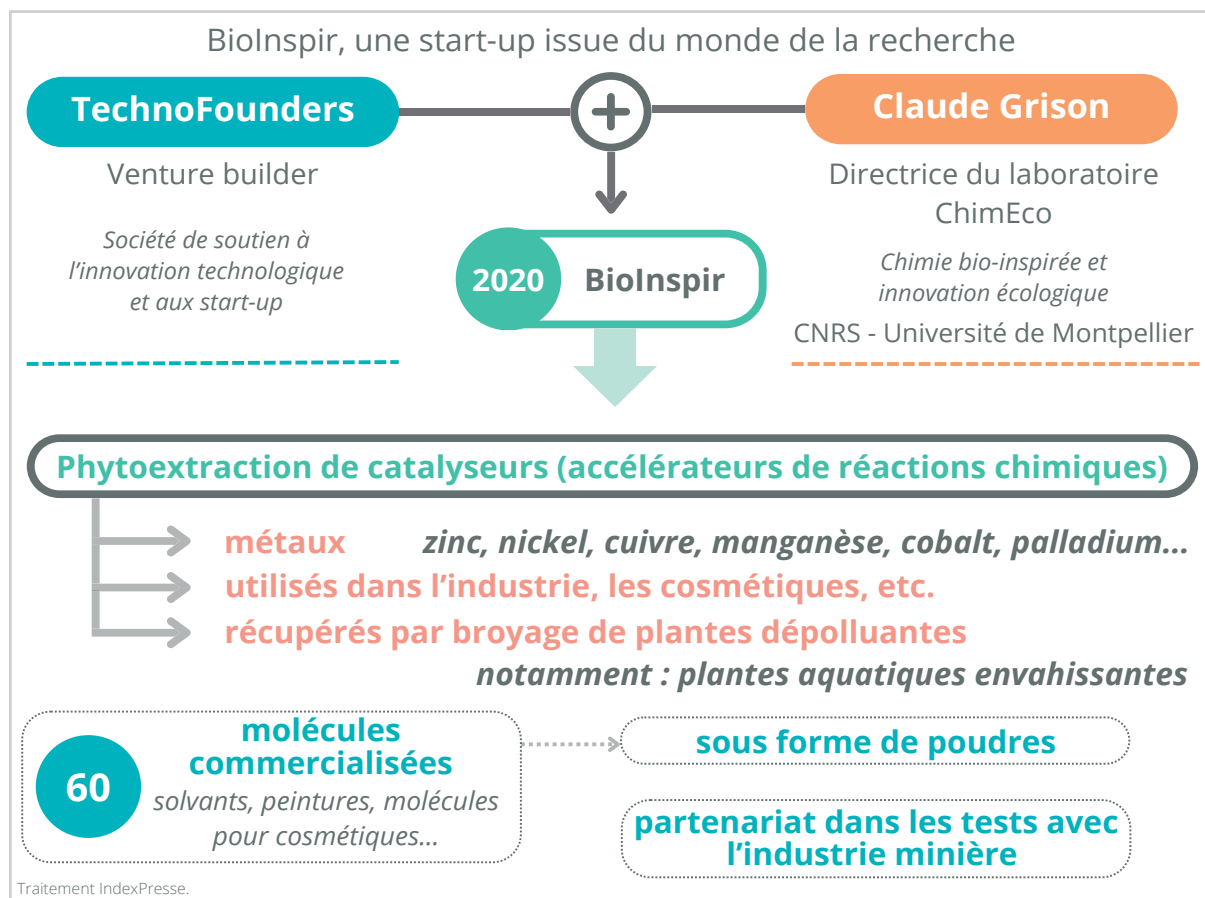 BioInspir, une start-up issue du monde de la recherche
TechnoFounders
+
Claude Grison
Venture builder
Société de soutien à
l'innovation technologique
et aux start-up
Directrice du laboratoire
ChimEco
Chimie bio-inspirée et
innovation écologique
CNRS - Université de Montpellier
2020
BioInspir
Phytoextraction de catalyseurs (accélérateurs de réactions chimiques)
métaux zinc, nickel, cuivre, manganèse, cobalt, palladium...
utilisés dans l'industrie, les cosmétiques, etc.
récupérés par broyage de plantes dépolluantes
notamment : plantes aquatiques envahissantes
60
molécules
commercialisées
solvants, peintures, molécules
pour cosmétiques...
sous forme de poudres
partenariat dans les tests avec
l'industrie minière
Traitement IndexPresse.